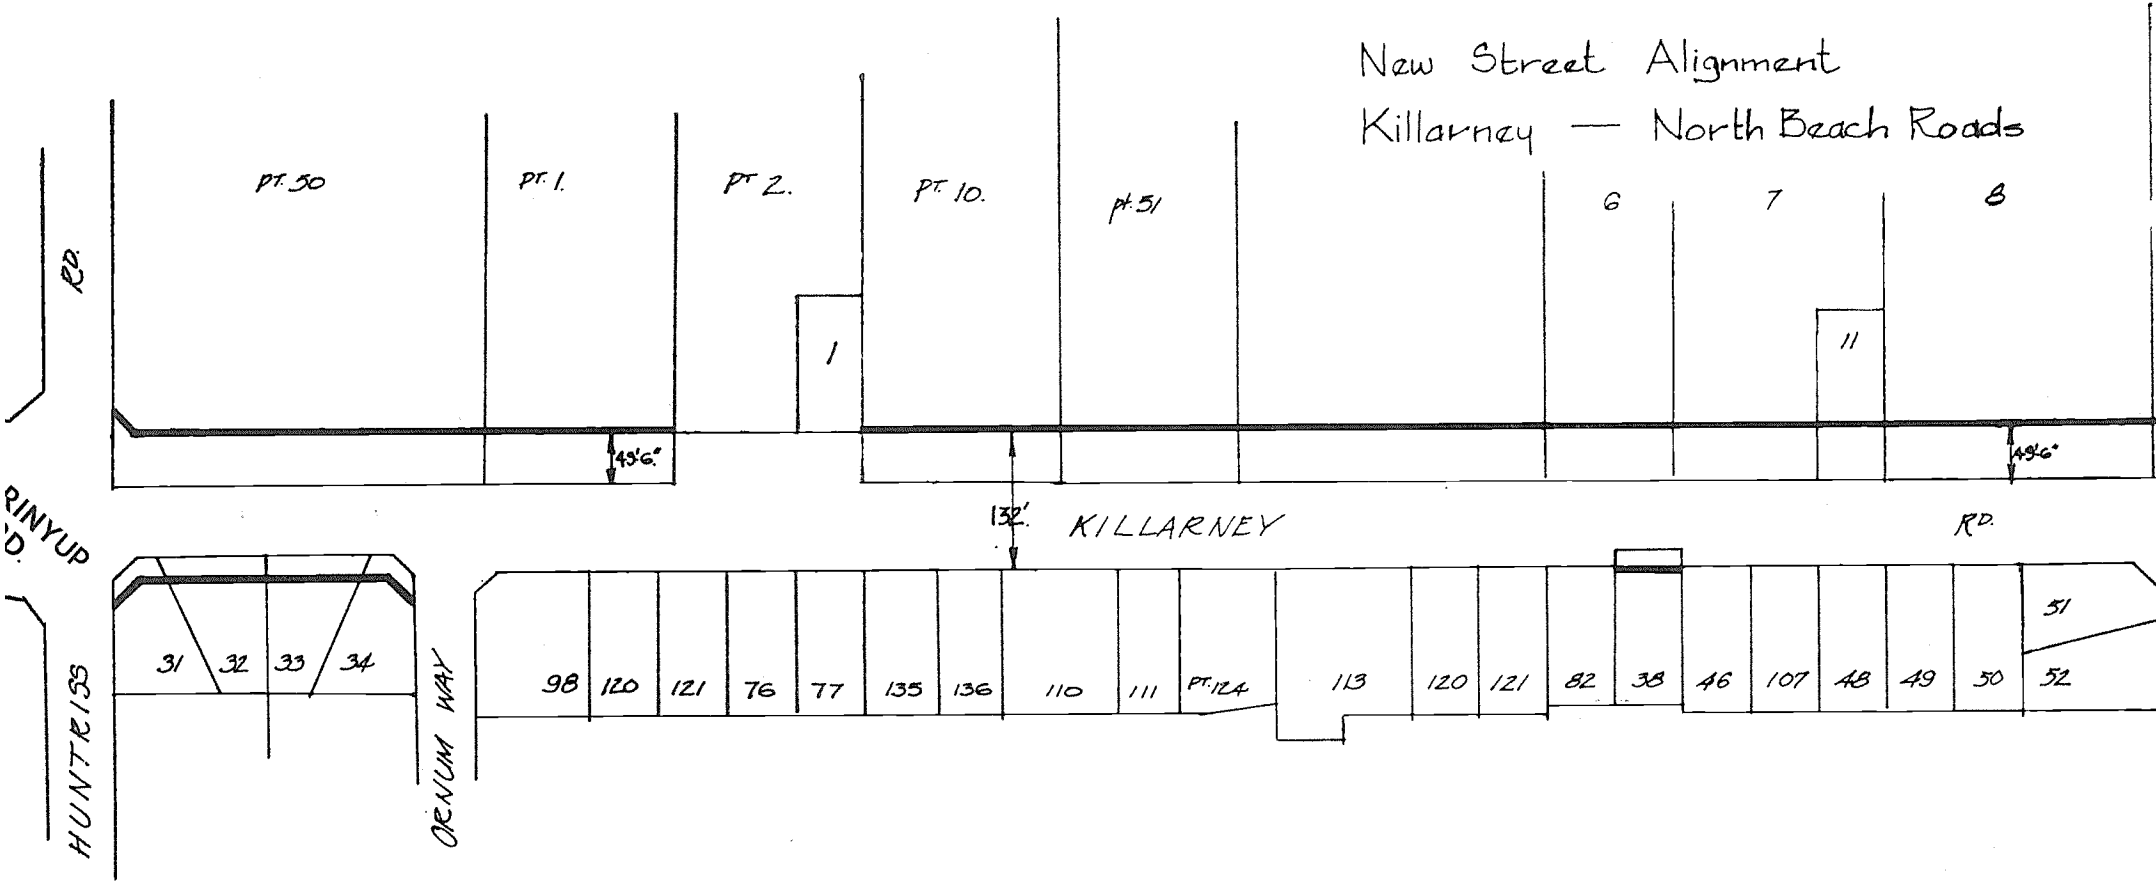 New Street Alignment
Killarney — North Beach Roads
PT. 50
PT. 1.
PT 2.
PT. 10.
pt. 51
6
7
8
RD.
1
11
49'6"
49'6"
132'.
KILLARNEY
RD.
RINYUP
D.
31
32
33
34
98
120
121
76
77
135
136
110
111
PT. 124
113
120
121
82
38
46
107
48
49
50
51
52
HUNTRISS
ORNUM WAY